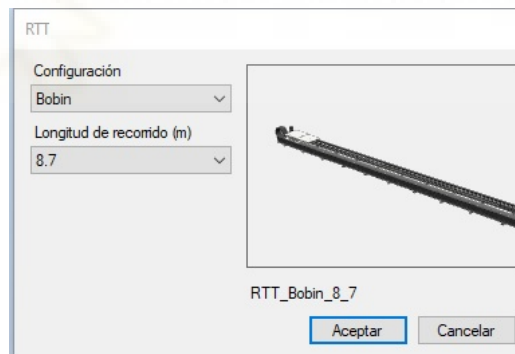 RTT
Configuración
Bobin
Longitud de recorrido (m)
8.7
RTT_Bobin_8_7
Aceptar
Cancelar